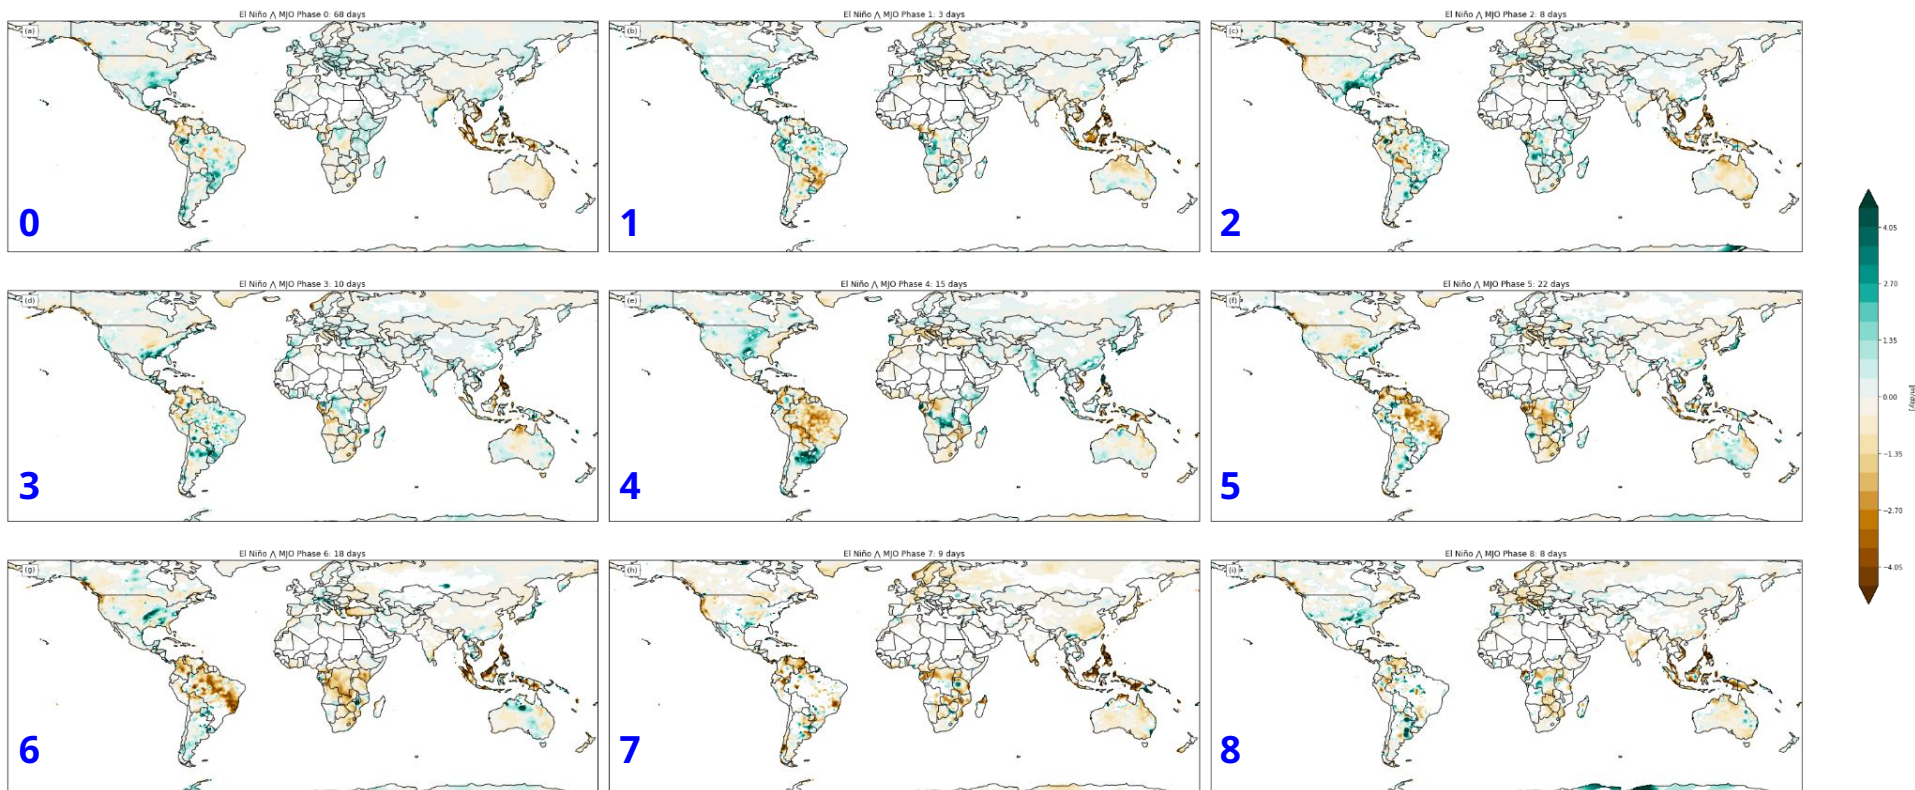 El Niño ⋀ MJO Phase 0: 68 days
(a)
0
El Niño ⋀ MJO Phase 1: 3 days
(b)
1
El Niño ⋀ MJO Phase 2: 8 days
(c)
2
El Niño ⋀ MJO Phase 3: 10 days
(d)
3
El Niño ⋀ MJO Phase 4: 15 days
(e)
4
El Niño ⋀ MJO Phase 5: 22 days
(f)
5
El Niño ⋀ MJO Phase 6: 18 days
(g)
6
El Niño ⋀ MJO Phase 7: 9 days
(h)
7
El Niño ⋀ MJO Phase 8: 8 days
(i)
8
4.05
2.70
1.35
0.00
−1.35
−2.70
−4.05